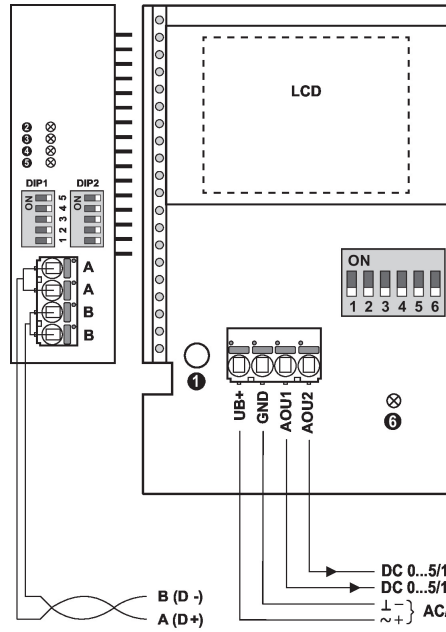 LCD
❷
❸
❹
❺
DIP1 DIP2
ON
1 2 3 4 5
ON
ON
1 2 3 4 5 6
A
A
B
B
❶
❻
UB+
GND
AOU1
AOU2
DC 0...5/1
DC 0...5/1
⊥ −
~ +
AC/
B (D -)
A (D+)